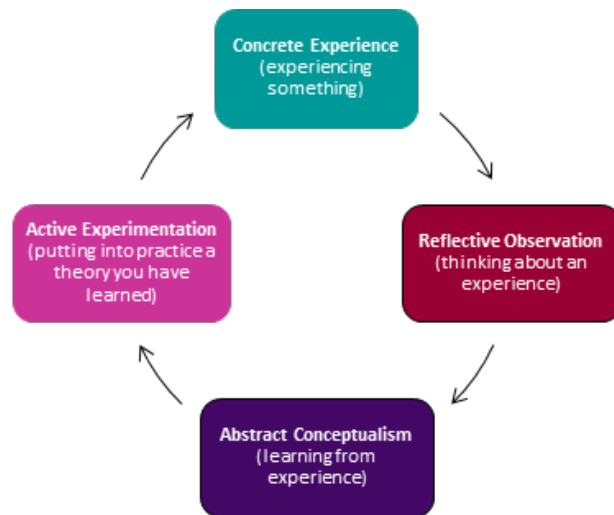 Concrete Experience
(experiencing
something)
Reflective Observation
(thinking about an
experience)
Abstract Conceptualism
(learning from
experience)
Active Experimentation
(putting into practice a
theory you have
learned)